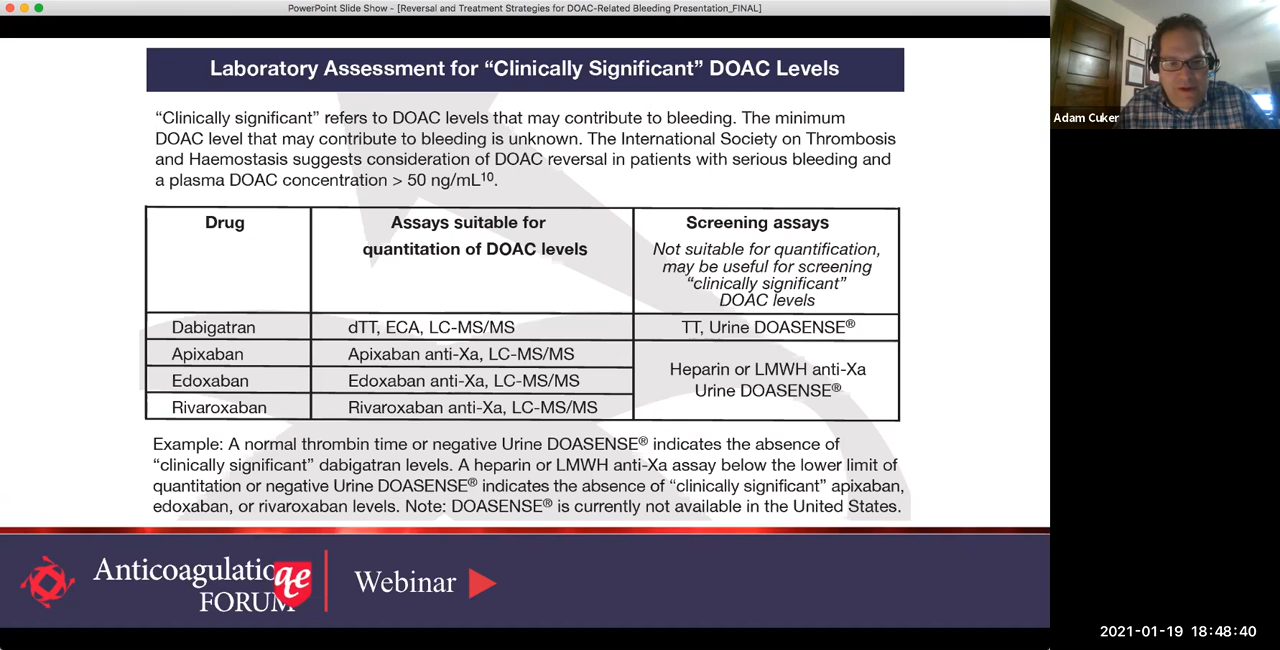 PowerPoint Slide Show - [Reversal and Treatment Strategies for DOAC-Related Bleeding Presentation_FINAL]
Laboratory Assessment for “Clinically Significant” DOAC Levels
“Clinically significant” refers to DOAC levels that may contribute to bleeding. The minimum
DOAC level that may contribute to bleeding is unknown. The International Society on Thrombosis
and Haemostasis suggests consideration of DOAC reversal in patients with serious bleeding and
a plasma DOAC concentration > 50 ng/mL¹⁰.
Drug
Assays suitable for
quantitation of DOAC levels
Screening assays
Not suitable for quantification,
may be useful for screening
“clinically significant”
DOAC levels
Dabigatran
dTT, ECA, LC-MS/MS
TT, Urine DOASENSE®
Apixaban
Apixaban anti-Xa, LC-MS/MS
Edoxaban
Edoxaban anti-Xa, LC-MS/MS
Rivaroxaban
Rivaroxaban anti-Xa, LC-MS/MS
Heparin or LMWH anti-Xa
Urine DOASENSE®
Example: A normal thrombin time or negative Urine DOASENSE® indicates the absence of
“clinically significant” dabigatran levels. A heparin or LMWH anti-Xa assay below the lower limit of
quantitation or negative Urine DOASENSE® indicates the absence of “clinically significant” apixaban,
edoxaban, or rivaroxaban levels. Note: DOASENSE® is currently not available in the United States.
Anticoagulatio
ae
FORUM
Webinar
Adam Cuker
2021-01-19 18:48:40